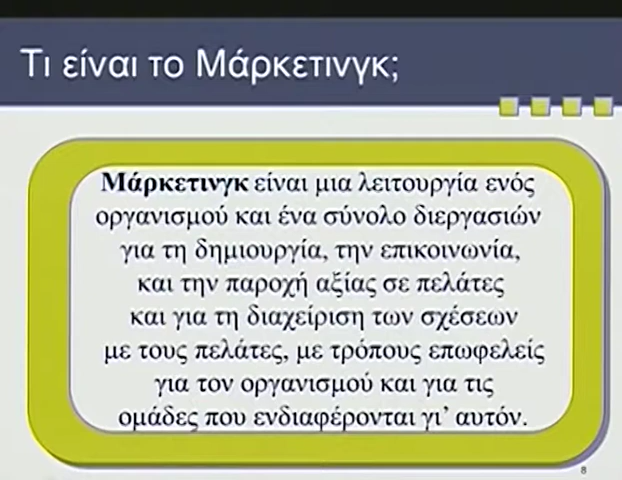 Τι είναι το Μάρκετινγκ;
Μάρκετινγκ είναι μια λειτουργία ενός
οργανισμού και ένα σύνολο διεργασιών
για τη δημιουργία, την επικοινωνία,
και την παροχή αξίας σε πελάτες
και για τη διαχείριση των σχέσεων
με τους πελάτες, με τρόπους επωφελείς
για τον οργανισμού και για τις
ομάδες που ενδιαφέρονται γι’ αυτόν.
8